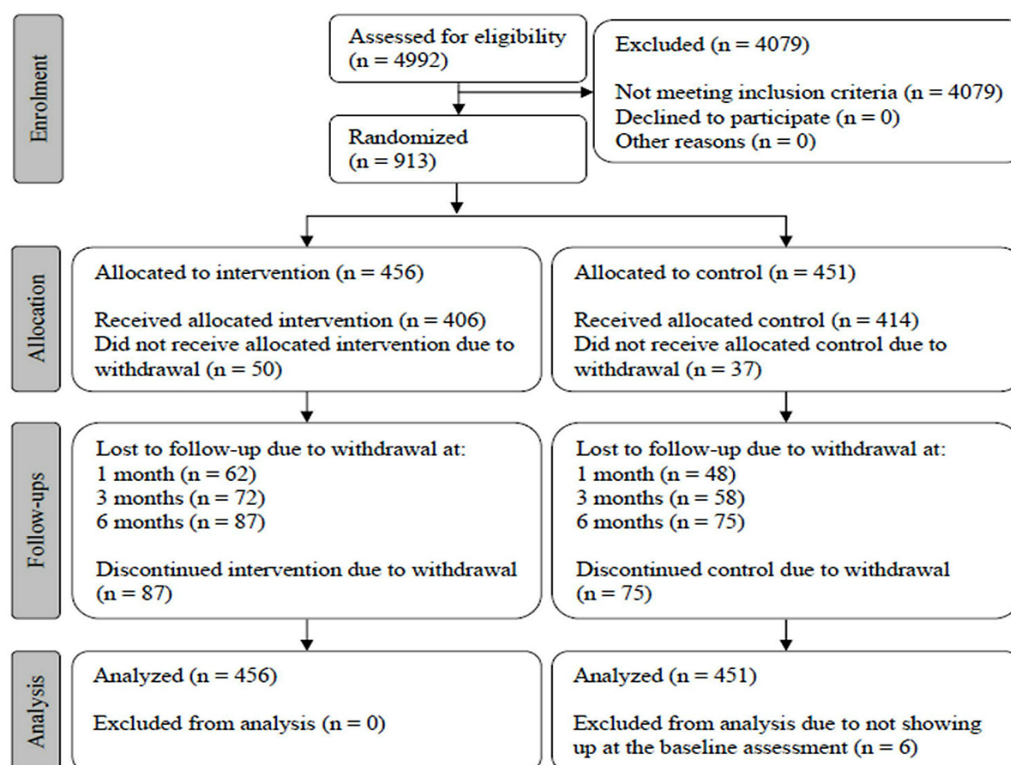 Enrolment
Assessed for eligibility
(n = 4992)
Excluded (n = 4079)
Not meeting inclusion criteria (n = 4079)
Declined to participate (n = 0)
Other reasons (n = 0)
Randomized
(n = 913)
Allocation
Allocated to intervention (n = 456)
Received allocated intervention (n = 406)
Did not receive allocated intervention due to
withdrawal (n = 50)
Allocated to control (n = 451)
Received allocated control (n = 414)
Did not receive allocated control due to
withdrawal (n = 37)
Follow-ups
Lost to follow-up due to withdrawal at:
1 month (n = 62)
3 months (n = 72)
6 months (n = 87)
Discontinued intervention due to withdrawal
(n = 87)
Lost to follow-up due to withdrawal at:
1 month (n = 48)
3 months (n = 58)
6 months (n = 75)
Discontinued control due to withdrawal
(n = 75)
Analysis
Analyzed (n = 456)
Excluded from analysis (n = 0)
Analyzed (n = 451)
Excluded from analysis due to not showing
up at the baseline assessment (n = 6)